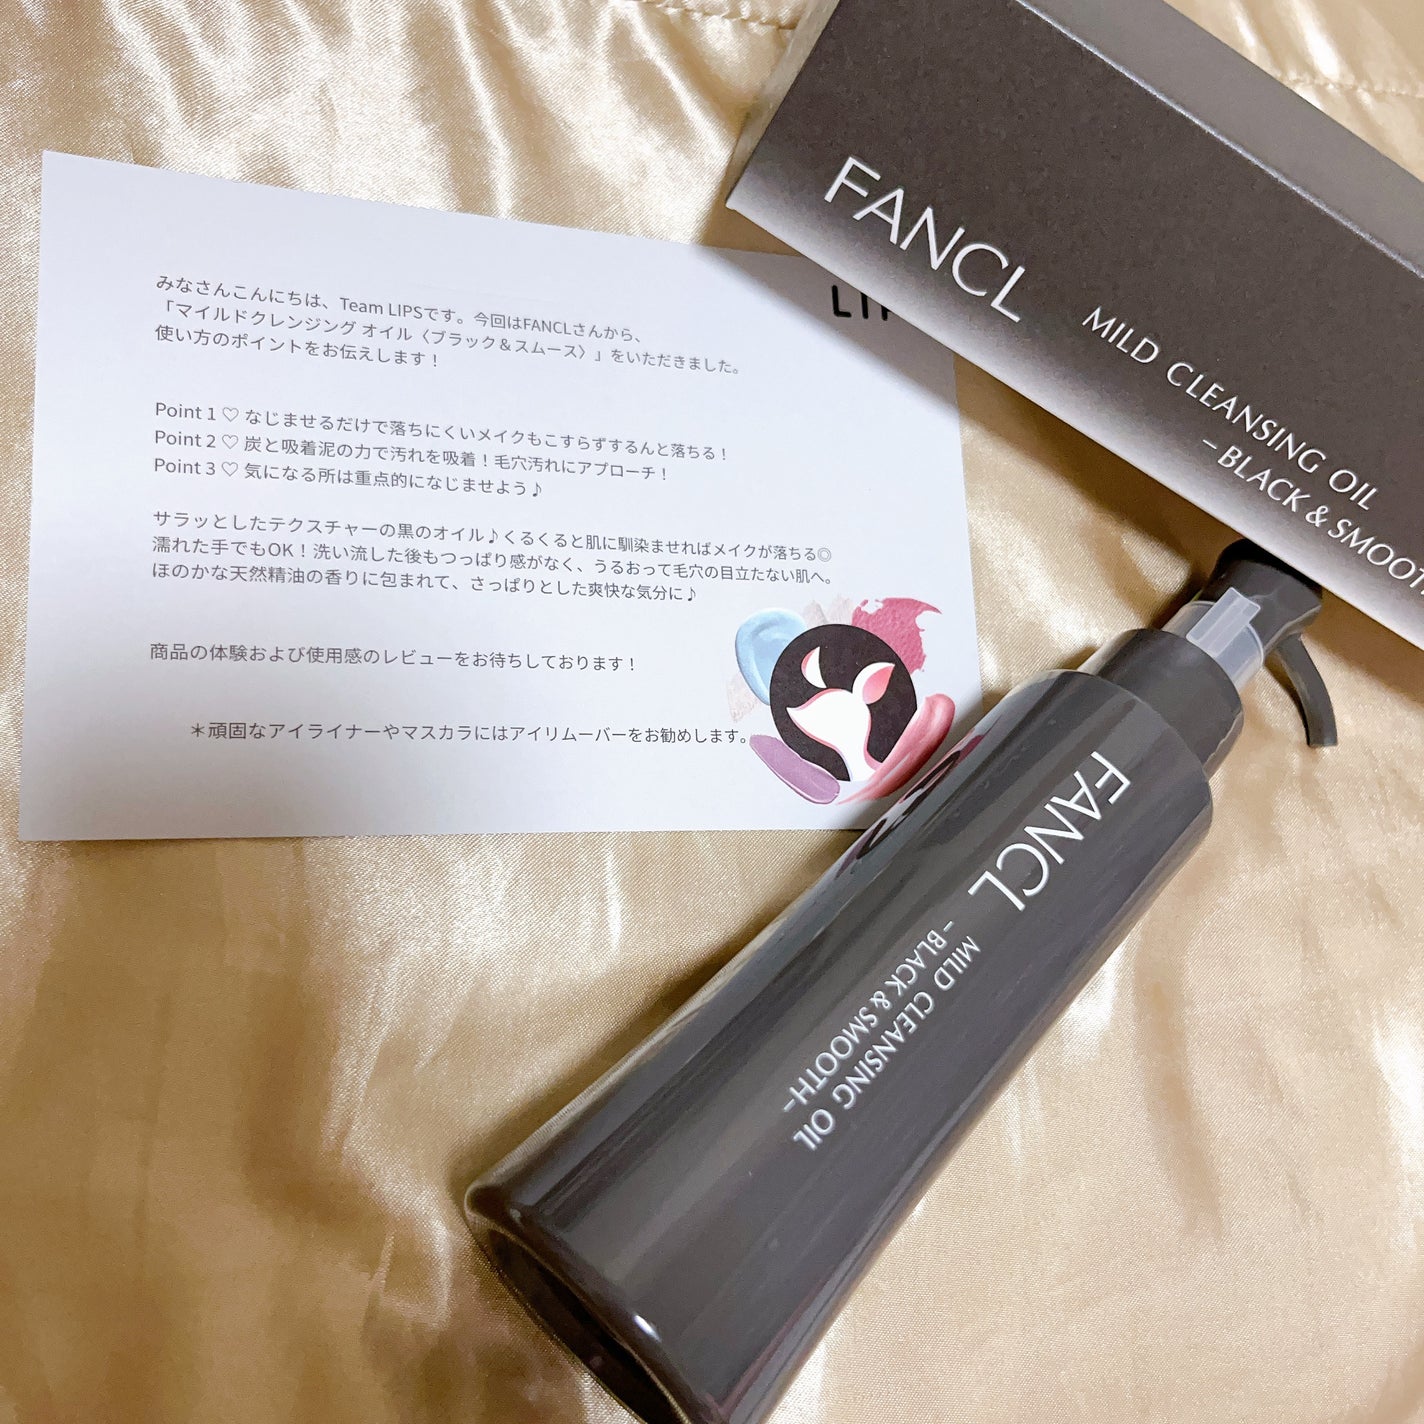 みなさんこんにちは、Team LIPSです。今回はFANCLさんから、
「マイルドクレンジング オイル〈ブラック＆スムース〉」をいただきました。
使い方のポイントをお伝えします！
Point 1 ♡ なじませるだけで落ちにくいメイクもこすらずするんと落ちる！
Point 2 ♡ 炭と吸着泥の力で汚れを吸着！毛穴汚れにアプローチ！
Point 3 ♡ 気になる所は重点的になじませよう♪
サラッとしたテクスチャーの黒のオイル♪くるくると肌に馴染ませればメイクが落ちる◎
濡れた手でもOK！洗い流した後もつっぱり感がなく、うるおって毛穴の目立たない肌へ。
ほのかな天然精油の香りに包まれて、さっぱりとした爽快な気分に♪
商品の体験および使用感のレビューをお待ちしております！
＊頑固なアイライナーやマスカラにはアイリムーバーをお勧めします。
FANCL
MILD CLEANSING OIL
–BLACK & SMOOTH
FANCL
MILD CLEANSING OIL
–BLACK & SMOOTH–